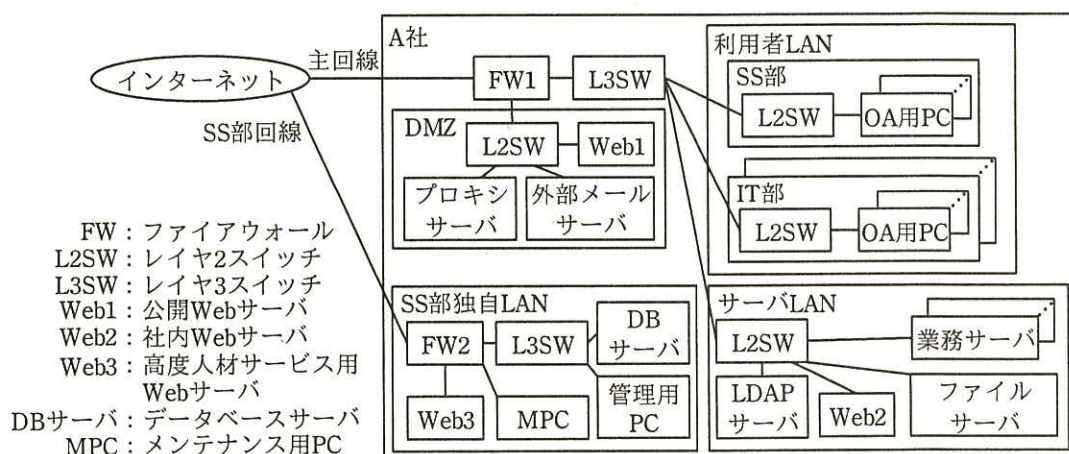 A社
インターネット
主回線
SS部回線
FW1
L3SW
DMZ
L2SW
Web1
プロキシ
サーバ
外部メール
サーバ
利用者LAN
SS部
L2SW
OA用PC
IT部
L2SW
OA用PC
SS部独自LAN
FW2
L3SW
DB
サーバ
Web3
MPC
管理用
PC
サーバLAN
L2SW
業務サーバ
LDAP
サーバ
Web2
ファイル
サーバ
FW：ファイアウォール
L2SW：レイヤ2スイッチ
L3SW：レイヤ3スイッチ
Web1：公開Webサーバ
Web2：社内Webサーバ
Web3：高度人材サービス用
Webサーバ
DBサーバ：データベースサーバ
MPC：メンテナンス用PC